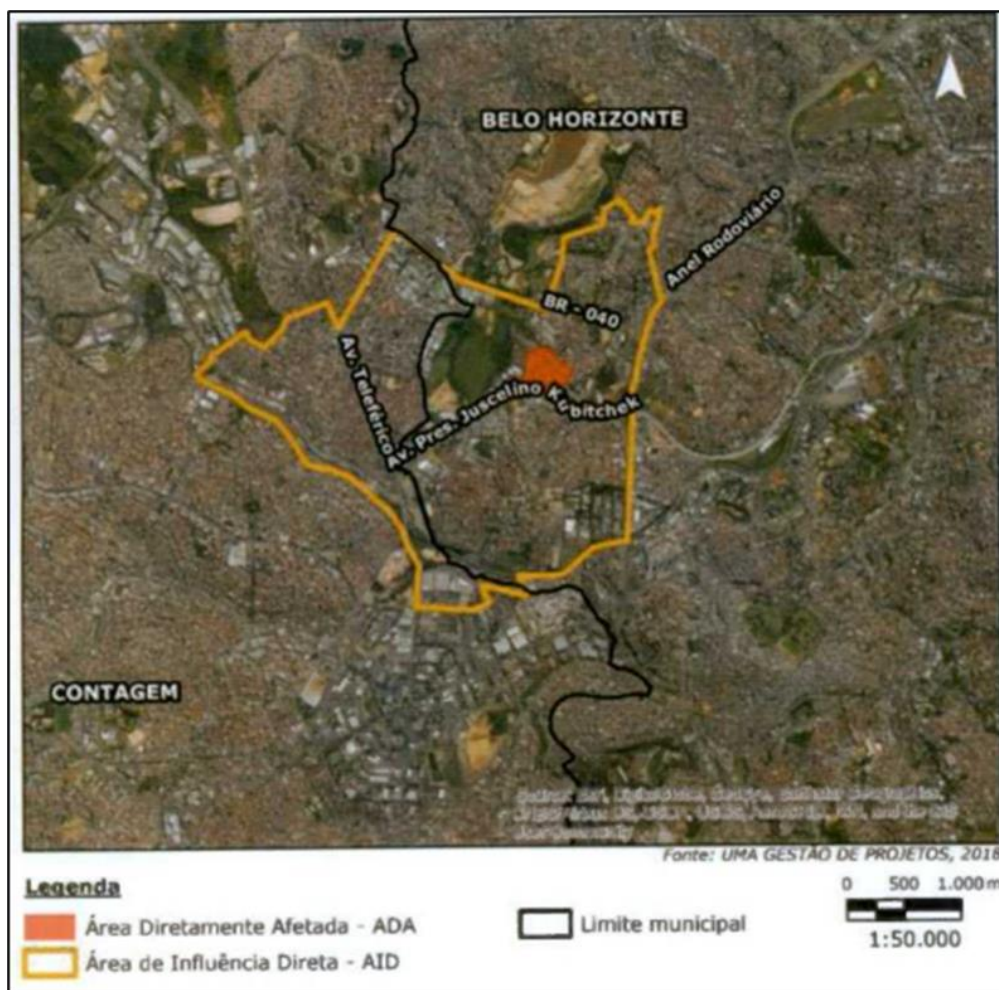 BELO HORIZONTE
Anel Rodoviário
BR - 040
Av. Teleférico
Av. Pres. Juscelino Kubitchek
CONTAGEM
Fonte: UMA GESTÃO DE PROJETOS, 2018
Legenda
Área Diretamente Afetada - ADA
Área de Influência Direta - AID
Limite municipal
0 500 1.000 m
1:50.000